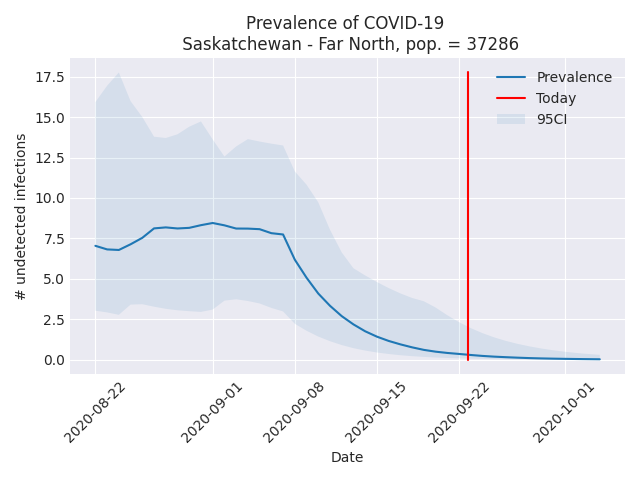 Prevalence of COVID-19
Saskatchewan - Far North, pop. = 37286
17.5
15.0
12.5
10.0
7.5
5.0
2.5
0.0
# undetected infections
Prevalence
Today
95CI
2020-08-22
2020-09-01
2020-09-08
2020-09-15
2020-09-22
2020-10-01
Date